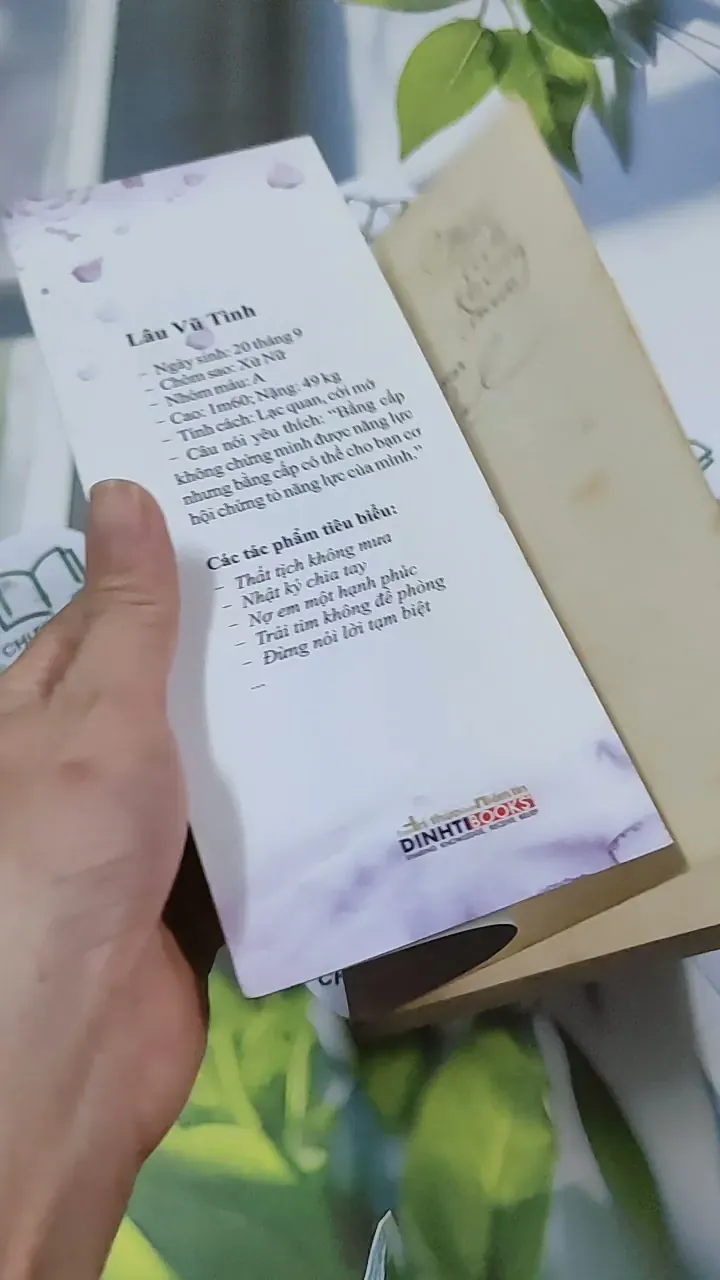 Lâu Vũ Tình
- Ngày sinh: 20 tháng 9
- Chòm sao: Xử Nữ
- Nhóm máu: A
- Cao: 1m60; Nặng: 49 kg
- Tính cách: Lạc quan, cởi mở
- Câu nói yêu thích: "Bằng cấp
không chứng minh được năng lực
nhưng bằng cấp có thể cho bạn cơ
hội chứng tỏ năng lực của mình."
Các tác phẩm tiêu biểu:
- Thất tịch không mưa
- Nhật ký chia tay
- Nợ em một hạnh phúc
- Trái tim không đề phòng
- Đừng nói lời tạm biệt
...
DINHTIBOOKS